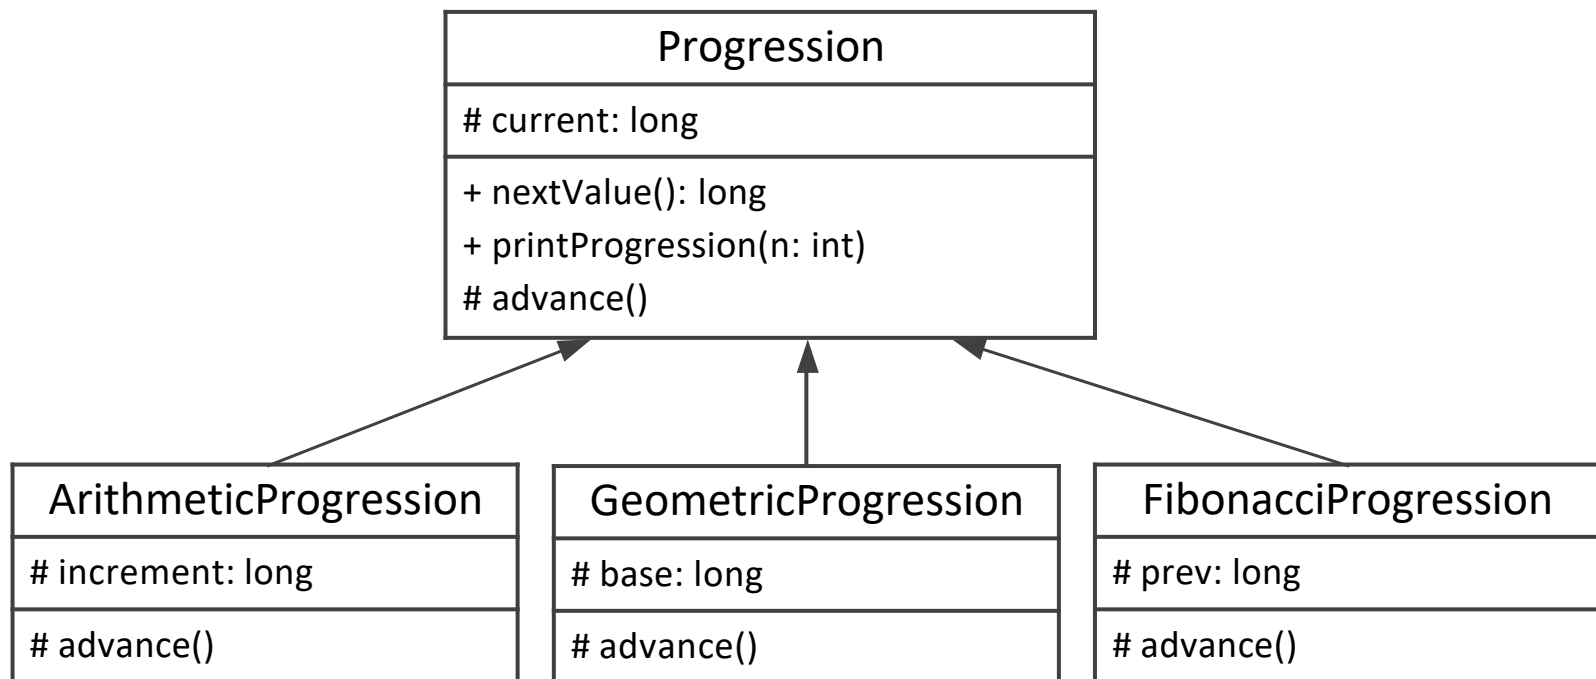 Progression
# current: long
+ nextValue(): long
+ printProgression(n: int)
# advance()
ArithmeticProgression
# increment: long
# advance()
GeometricProgression
# base: long
# advance()
FibonacciProgression
# prev: long
# advance()